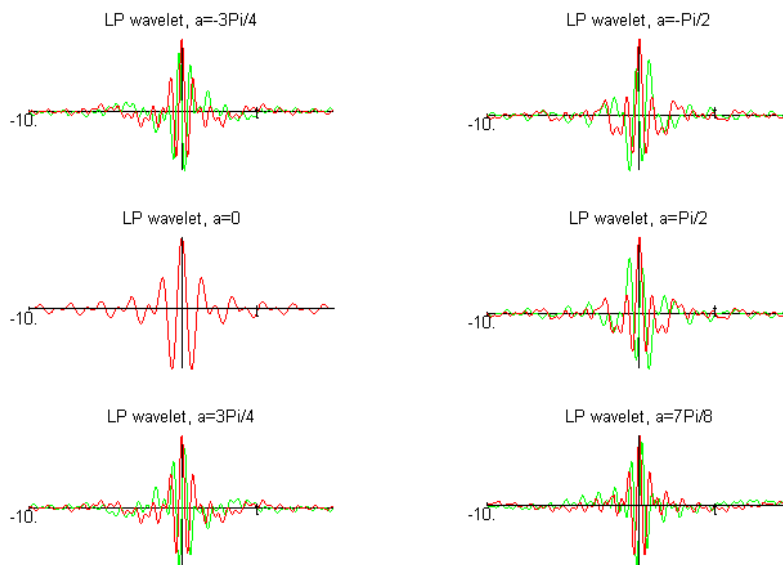 LP wavelet, a=-3Pi/4
LP wavelet, a=-Pi/2
-10.
t
-10.
t
LP wavelet, a=0
LP wavelet, a=Pi/2
-10.
t
-10.
t
LP wavelet, a=3Pi/4
LP wavelet, a=7Pi/8
-10.
t
-10.
t